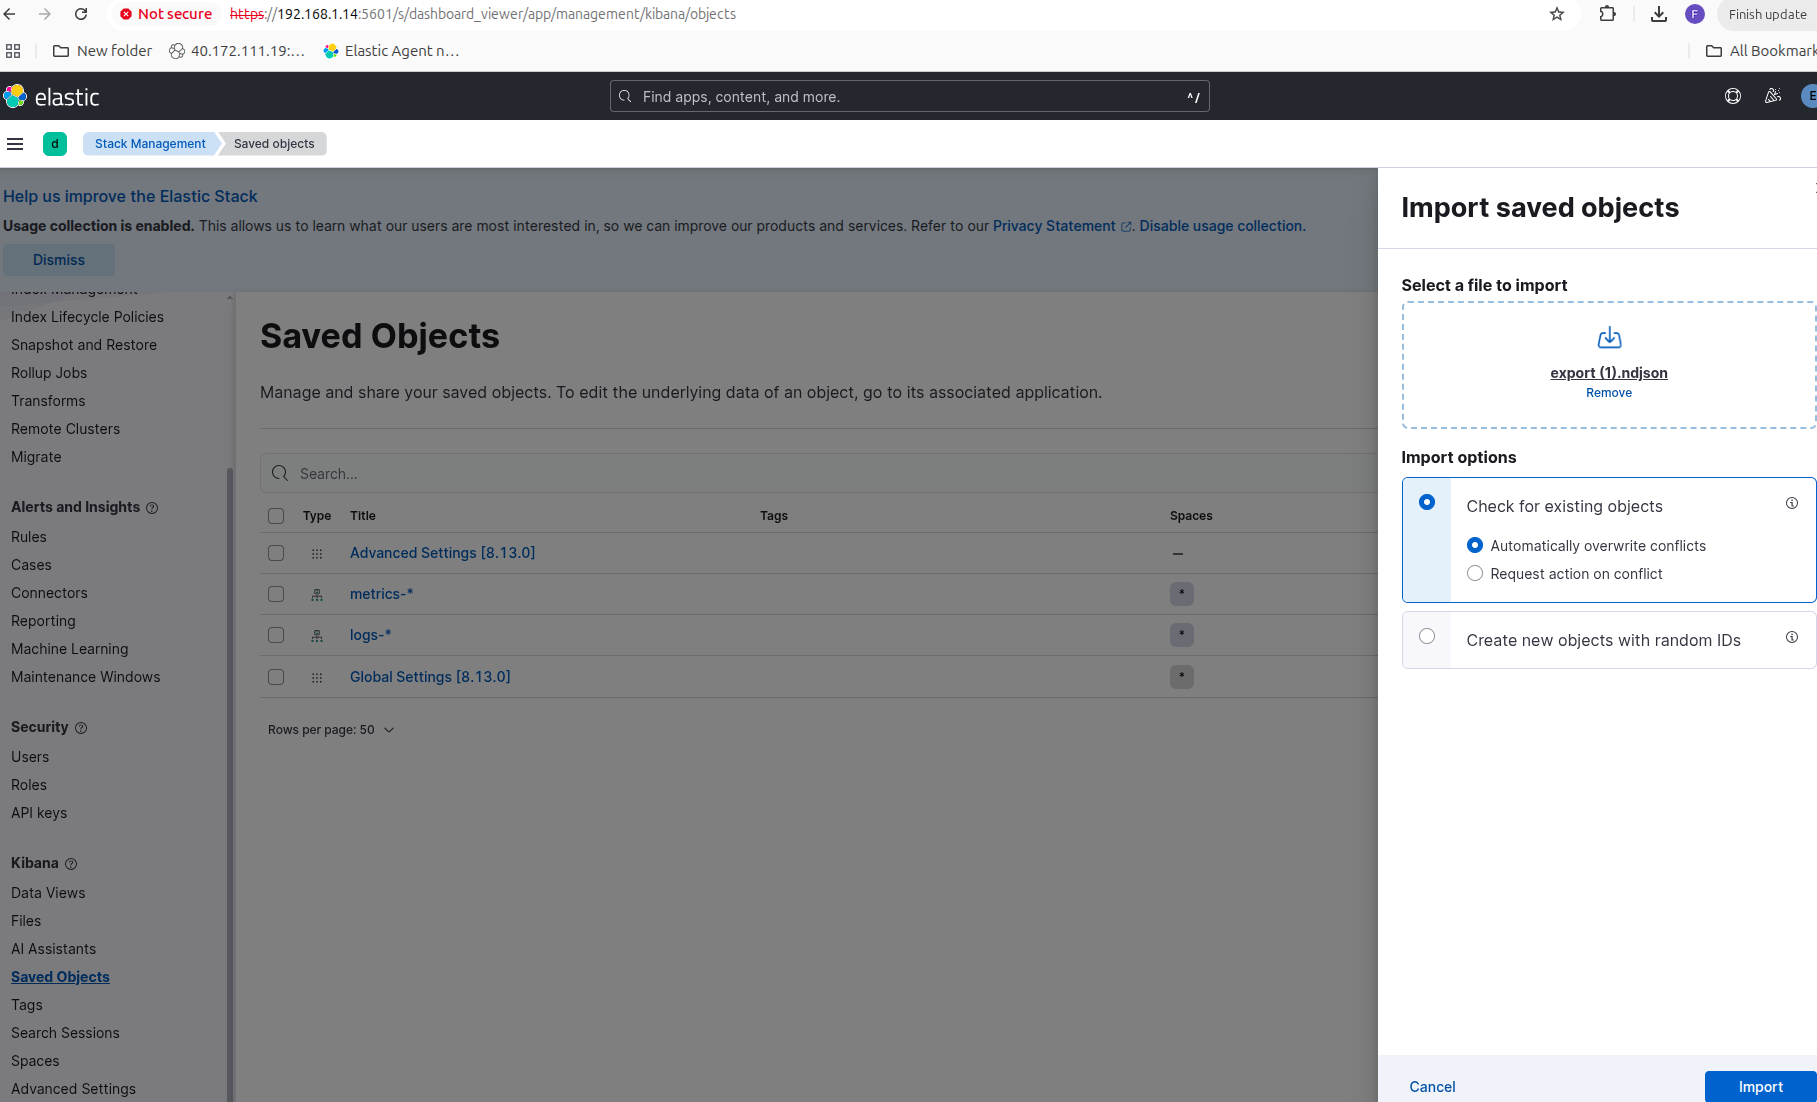 Not secure https://192.168.1.14:5601/s/dashboard_viewer/app/management/kibana/objects F Finish update
New folder 40.172.111.19:... Elastic Agent n... All Bookmark
elastic Find apps, content, and more. ^/ E
d Stack Management Saved objects
Help us improve the Elastic Stack
Usage collection is enabled. This allows us to learn what our users are most interested in, so we can improve our products and services. Refer to our Privacy Statement. Disable usage collection.
Dismiss
Index Management
Index Lifecycle Policies
Snapshot and Restore
Rollup Jobs
Transforms
Remote Clusters
Migrate
Alerts and Insights
Rules
Cases
Connectors
Reporting
Machine Learning
Maintenance Windows
Security
Users
Roles
API keys
Kibana
Data Views
Files
AI Assistants
Saved Objects
Tags
Search Sessions
Spaces
Advanced Settings
Saved Objects
Manage and share your saved objects. To edit the underlying data of an object, go to its associated application.
Search...
Type Title Tags Spaces
Advanced Settings [8.13.0] —
metrics-* *
logs-* *
Global Settings [8.13.0] *
Rows per page: 50
Import saved objects
Select a file to import
export (1).ndjson
Remove
Import options
Check for existing objects
Automatically overwrite conflicts
Request action on conflict
Create new objects with random IDs
Cancel Import